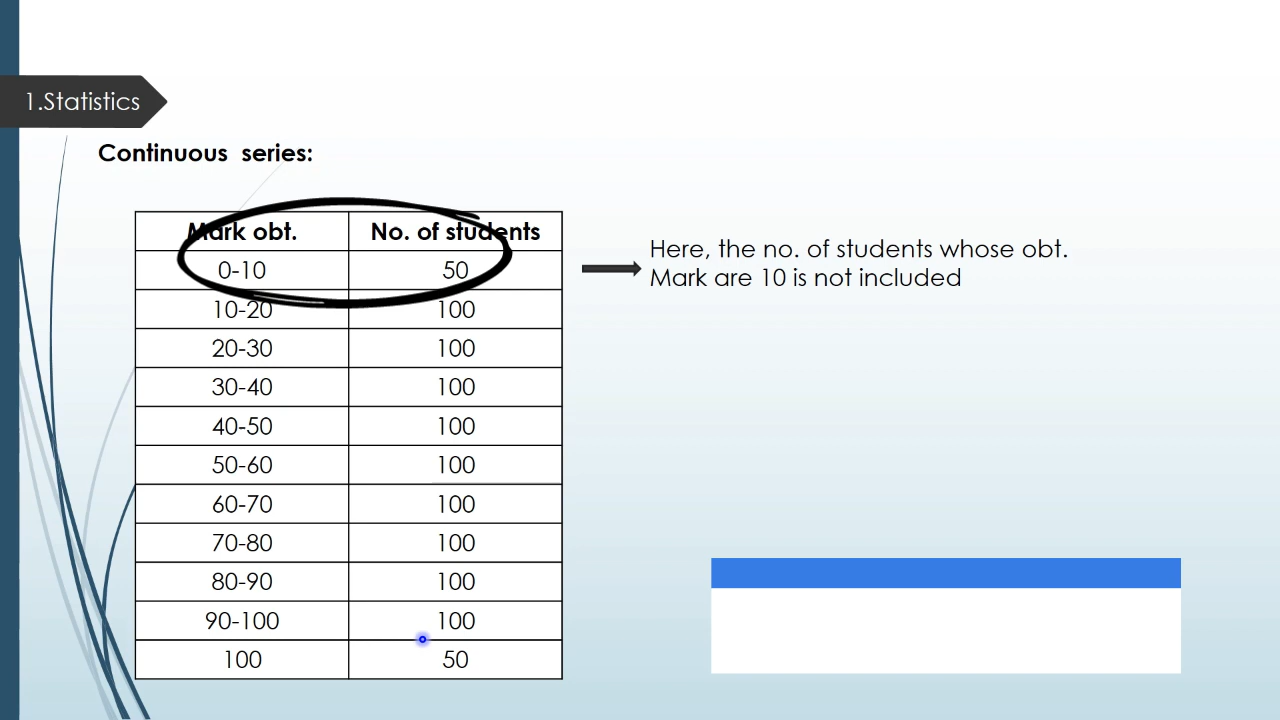 1.Statistics
Continuous series:
Mark obt. No. of students
0-10 50
10-20 100
20-30 100
30-40 100
40-50 100
50-60 100
60-70 100
70-80 100
80-90 100
90-100 100
100 50
Here, the no. of students whose obt.
Mark are 10 is not included